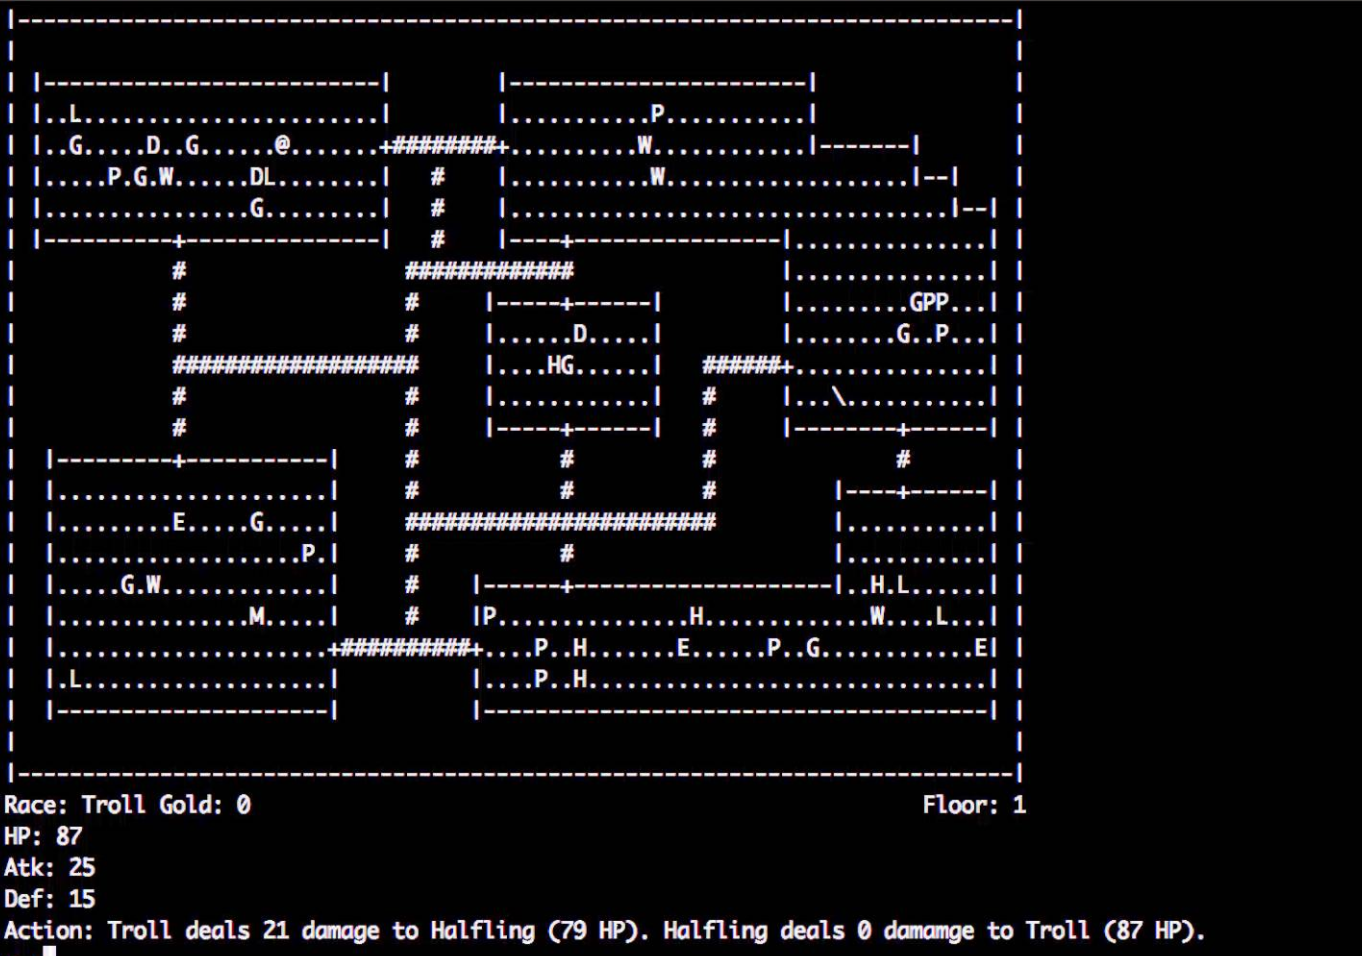 |-----------------------------------------------------------------------------|
|                                                                             |
| |--------------------------|        |-----------------------|               |
| |..L.......................|        |...........P...........|               |
| |..G.....D..G......@.......+########+..........W............|-------|       |
| |.....P.G.W......DL........|   #    |...........W...................|--|    |
| |................G.........|   #    |..................................|--| |
| |----------+---------------|   #    |----+----------------|...............| |
|            #                 #############                |...............| |
|            #                 #     |-----+------|         |.........GPP...| |
|            #                 #     |......D.....|         |........G..P...| |
|            ###################     |....HG......|   ######+...............| |
|            #                 #     |............|   #     |...\...........| |
|            #                 #     |-----+------|   #     |--------+------| |
|  |---------+-----------|     #           #          #              #        |
|  |.....................|     #           #          #         |----+------| |
|  |.........E.....G.....|     ########################         |...........| |
|  |...................P.|     #           #                    |...........| |
|  |.....G.W.............|     #    |------+--------------------|..H.L......| |
|  |...............M.....|     #    |P...............H.............W....L...| |
|  |.....................+##########+....P..H.......E......P..G............E| |
|  |.L...................|          |....P..H...............................| |
|  |---------------------|          |---------------------------------------| |
|                                                                             |
|-----------------------------------------------------------------------------|
Race: Troll Gold: 0                                                    Floor: 1
HP: 87
Atk: 25
Def: 15
Action: Troll deals 21 damage to Halfling (79 HP). Halfling deals 0 damamge to Troll (87 HP).